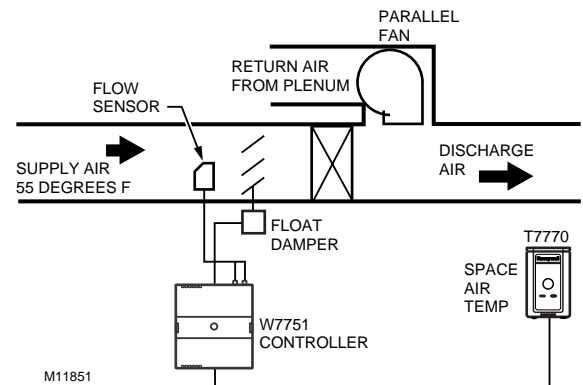 PARALLEL
FAN
RETURN AIR
FROM PLENUM
FLOW
SENSOR
SUPPLY AIR
55 DEGREES F
DISCHARGE
AIR
FLOAT
DAMPER
T7770
Honeywell
SPACE
AIR
TEMP
W7751
CONTROLLER
M11851